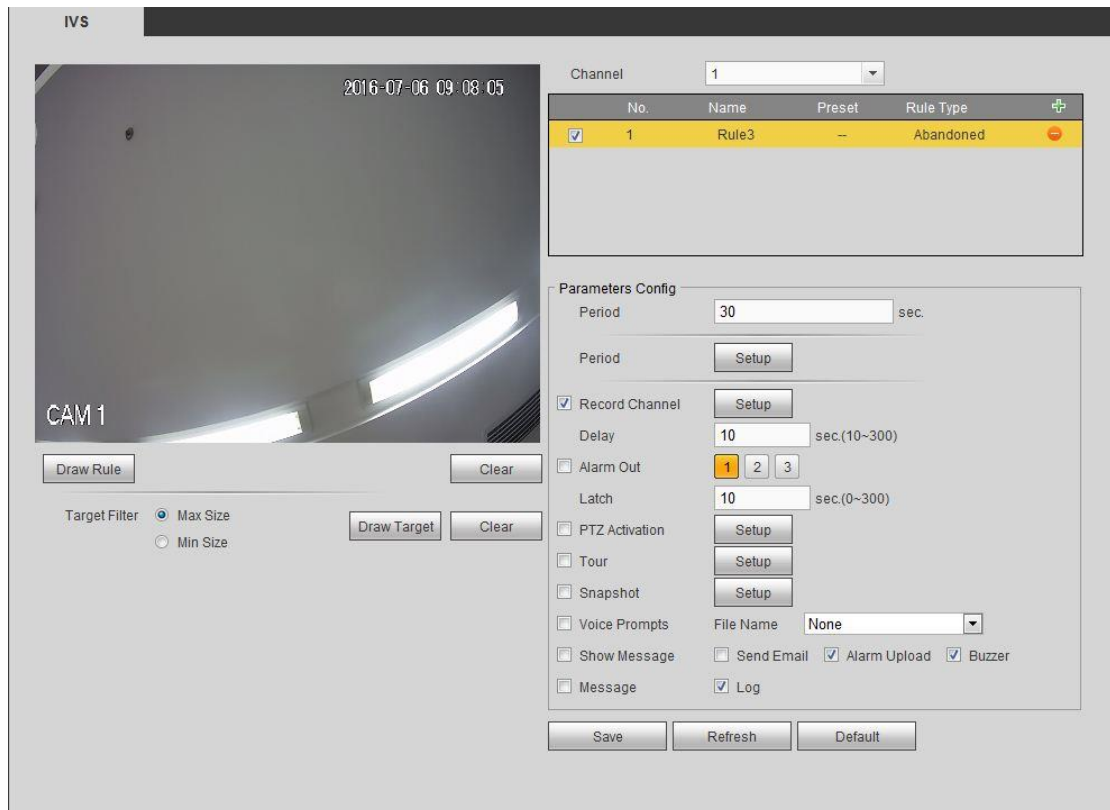 IVS
2016-07-06 09:08:05
CAM 1
Draw Rule Clear
Target Filter Max Size Draw Target Clear
Min Size
Channel 1
No. Name Preset Rule Type
1 Rule3 -- Abandoned
Parameters Config
Period 30 sec.
Period Setup
Record Channel Setup
Delay 10 sec.(10~300)
Alarm Out 1 2 3
Latch 10 sec.(0~300)
PTZ Activation Setup
Tour Setup
Snapshot Setup
Voice Prompts File Name None
Show Message Send Email Alarm Upload Buzzer
Message Log
Save Refresh Default